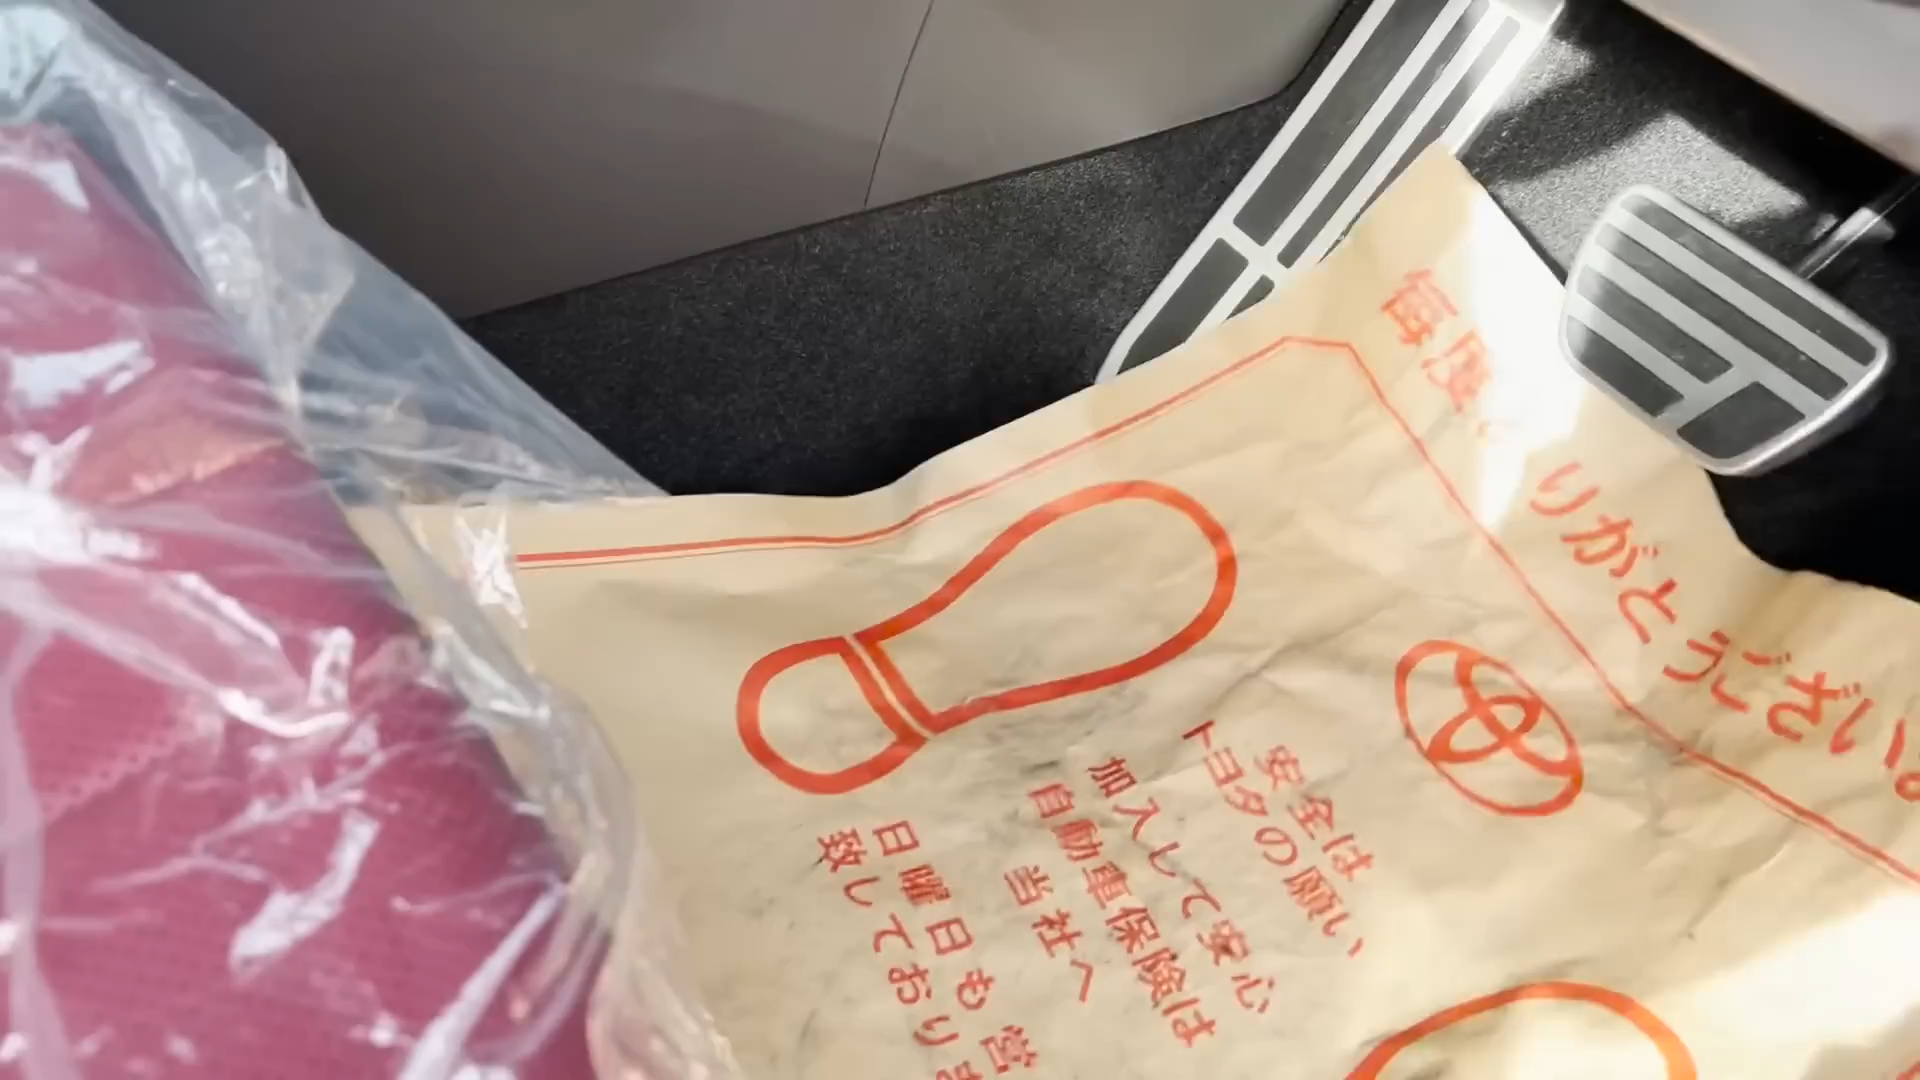 毎度 りがとうござい
安全は
トヨタの願い
加入して安心
自動車保険は
当社へ
日曜日も営
致しており